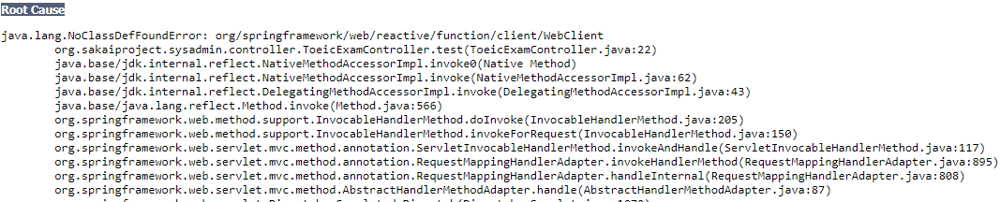 Root Cause
java.lang.NoClassDefFoundError: org/springframework/web/reactive/function/client/WebClient
org.sakaiproject.sysadmin.controller.ToeicExamController.test(ToeicExamController.java:22)
java.base/jdk.internal.reflect.NativeMethodAccessorImpl.invoke0(Native Method)
java.base/jdk.internal.reflect.NativeMethodAccessorImpl.invoke(NativeMethodAccessorImpl.java:62)
java.base/jdk.internal.reflect.DelegatingMethodAccessorImpl.invoke(DelegatingMethodAccessorImpl.java:43)
java.base/java.lang.reflect.Method.invoke(Method.java:566)
org.springframework.web.method.support.InvocableHandlerMethod.doInvoke(InvocableHandlerMethod.java:205)
org.springframework.web.method.support.InvocableHandlerMethod.invokeForRequest(InvocableHandlerMethod.java:150)
org.springframework.web.servlet.mvc.method.annotation.ServletInvocableHandlerMethod.invokeAndHandle(ServletInvocableHandlerMethod.java:117)
org.springframework.web.servlet.mvc.method.annotation.RequestMappingHandlerAdapter.invokeHandlerMethod(RequestMappingHandlerAdapter.java:895)
org.springframework.web.servlet.mvc.method.annotation.RequestMappingHandlerAdapter.handleInternal(RequestMappingHandlerAdapter.java:808)
org.springframework.web.servlet.mvc.method.AbstractHandlerMethodAdapter.handle(AbstractHandlerMethodAdapter.java:87)